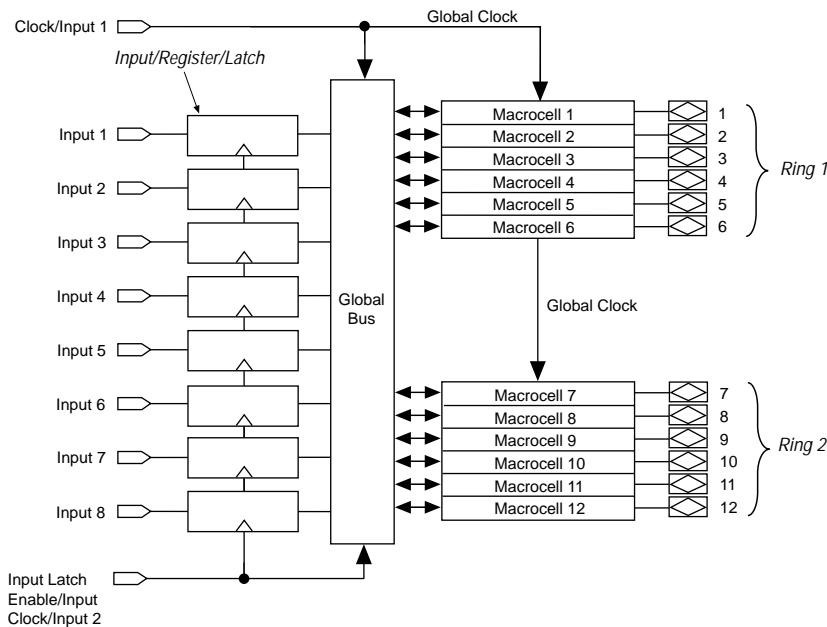 Clock/Input 1
Global Clock
Input/Register/Latch
Input 1
Input 2
Input 3
Input 4
Input 5
Input 6
Input 7
Input 8
Input Latch
Enable/Input
Clock/Input 2
Global
Bus
Macrocell 1
1
Macrocell 2
2
Macrocell 3
3
Macrocell 4
4
Macrocell 5
5
Macrocell 6
6
Ring 1
Global Clock
Macrocell 7
7
Macrocell 8
8
Macrocell 9
9
Macrocell 10
10
Macrocell 11
11
Macrocell 12
12
Ring 2